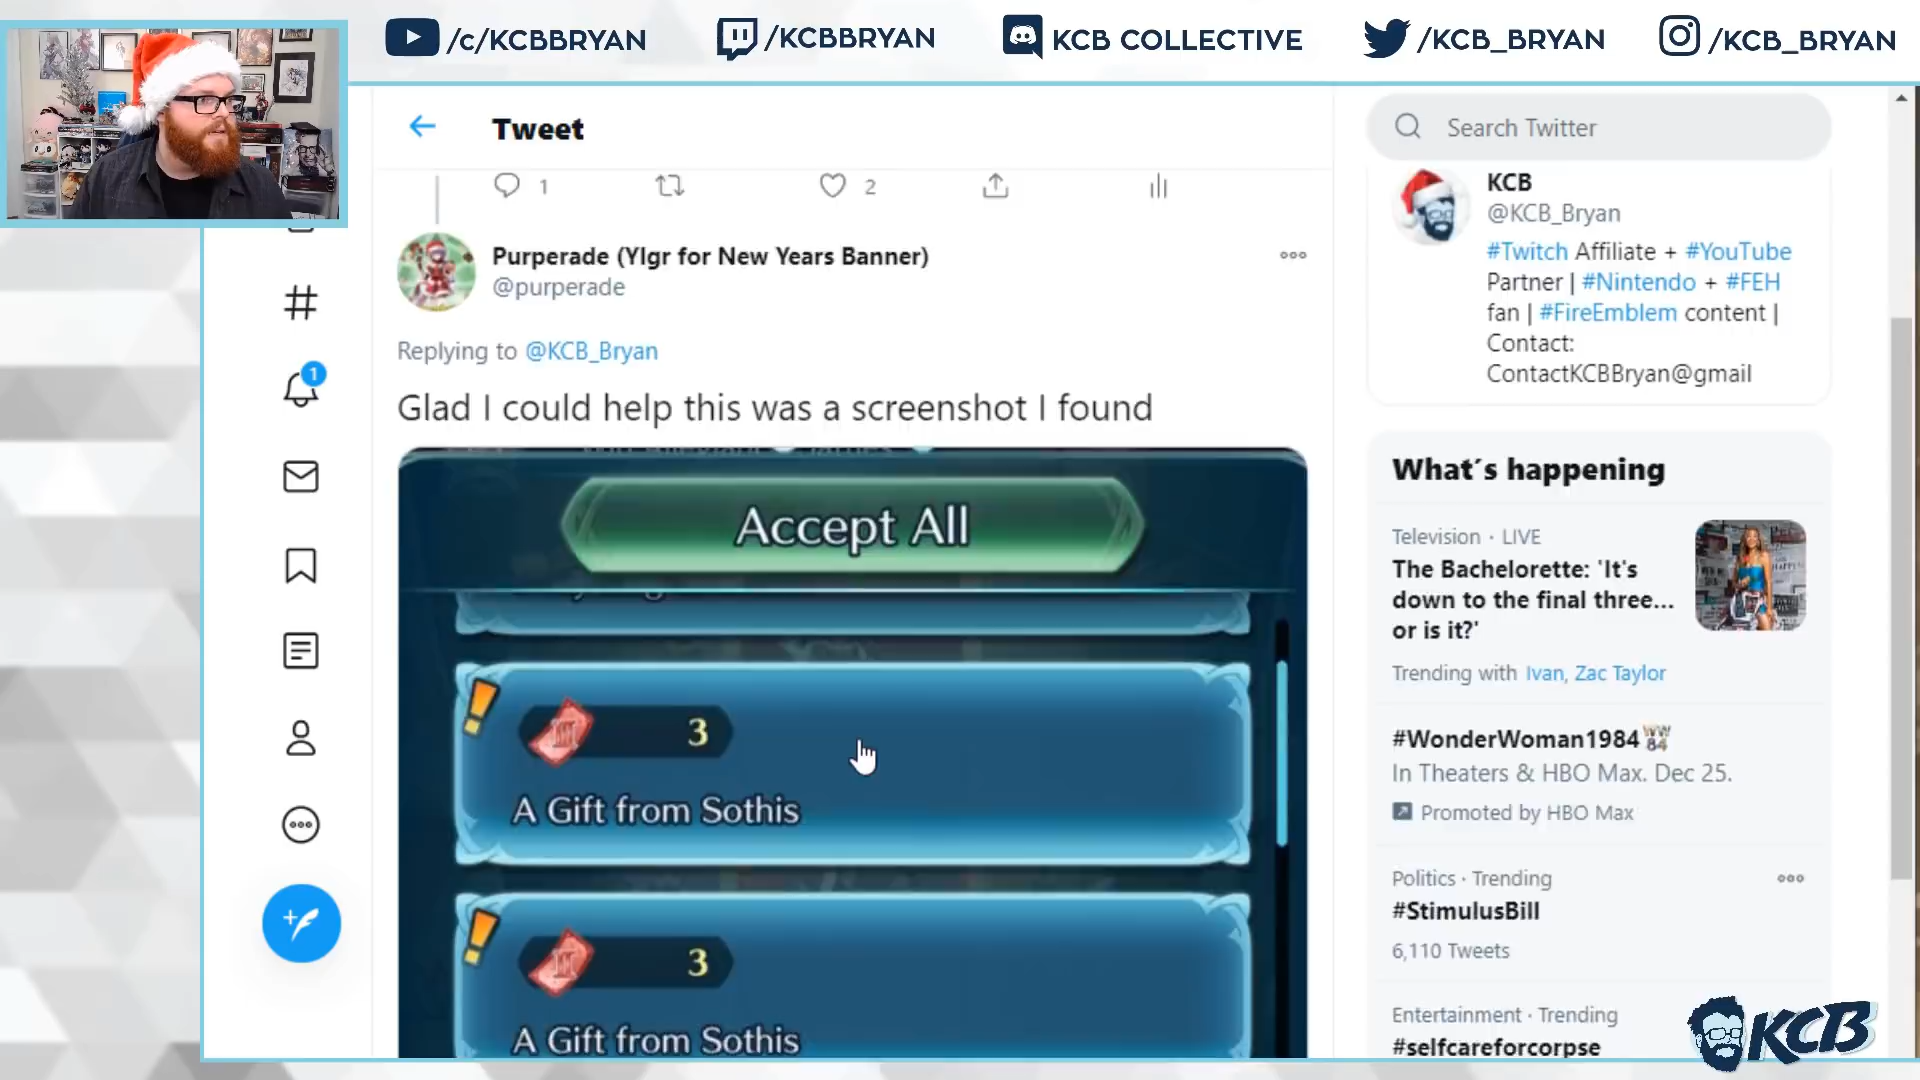 /c/KCBBRYAN
/KCBBRYAN
KCB COLLECTIVE
/KCB_BRYAN
/KCB_BRYAN
Tweet
1
2
1
Purperade (Ylgr for New Years Banner)
@purperade
Replying to @KCB_Bryan
Glad I could help this was a screenshot I found
Accept All
3
A Gift from Sothis
3
A Gift from Sothis
Search Twitter
KCB
@KCB_Bryan
#Twitch Affiliate + #YouTube
Partner | #Nintendo + #FEH
fan | #FireEmblem content |
Contact:
ContactKCBBryan@gmail
What's happening
Television · LIVE
The Bachelorette: 'It's
down to the final three...
or is it?'
Trending with Ivan, Zac Taylor
#WonderWoman1984
In Theaters & HBO Max. Dec 25.
Promoted by HBO Max
Politics · Trending
#StimulusBill
6,110 Tweets
Entertainment · Trending
#selfcareforcorpse
KCB